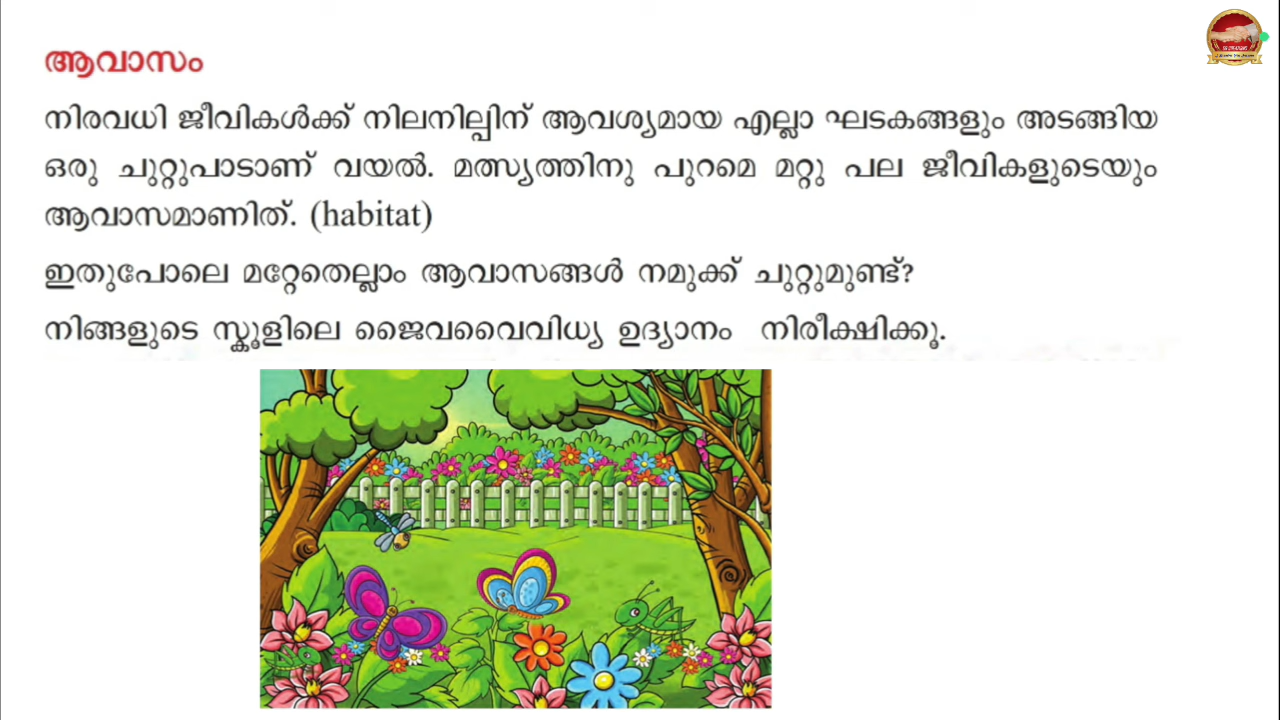 ആവാസം
നിരവധി ജീവികൾക്ക് നിലനില്പിന് ആവശ്യമായ എല്ലാ ഘടകങ്ങളും അടങ്ങിയ
ഒരു ചുറ്റുപാടാണ് വയൽ. മത്സ്യത്തിനു പുറമെ മറ്റു പല ജീവികളുടെയും
ആവാസമാണിത്. (habitat)
ഇതുപോലെ മറ്റേതെല്ലാം ആവാസങ്ങൾ നമുക്ക് ചുറ്റുമുണ്ട്?
നിങ്ങളുടെ സ്കൂളിലെ ജൈവവൈവിധ്യ ഉദ്യാനം നിരീക്ഷിക്കൂ.